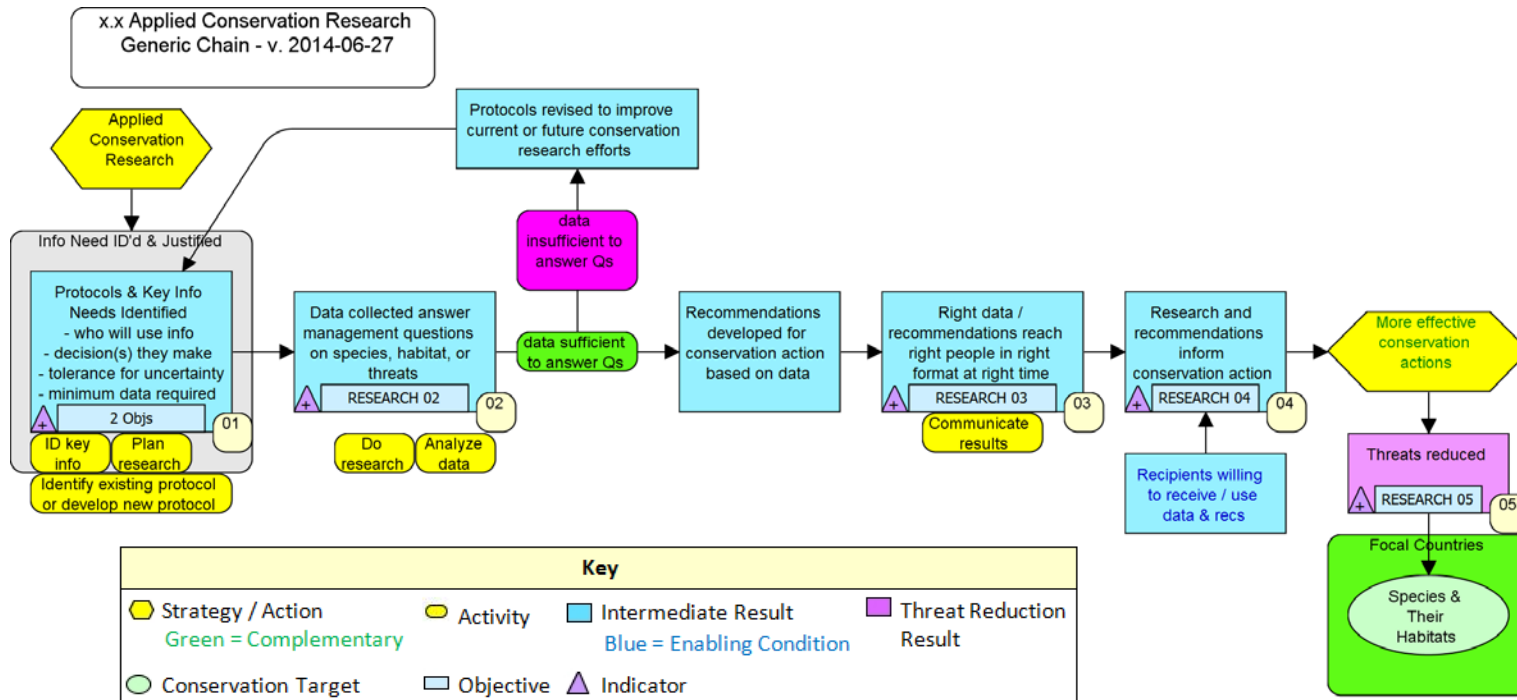 x.x Applied Conservation Research
Generic Chain - v. 2014-06-27
Applied
Conservation
Research
Protocols revised to improve
current or future conservation
research efforts
data
insufficient to
answer Qs
data sufficient
to answer Qs
Info Need ID'd & Justified
Protocols & Key Info
Needs Identified
- who will use info
- decision(s) they make
- tolerance for uncertainty
- minimum data required
+
2 Objs
01
ID key
info
Plan
research
Identify existing protocol
or develop new protocol
Data collected answer
management questions
on species, habitat, or
threats
+
RESEARCH 02
02
Do
research
Analyze
data
Recommendations
developed for
conservation action
based on data
Right data /
recommendations reach
right people in right
format at right time
+
RESEARCH 03
03
Communicate
results
Research and
recommendations
inform
conservation action
+
RESEARCH 04
04
Recipients willing
to receive / use
data & recs
More effective
conservation
actions
Threats reduced
+
RESEARCH 05
05
Focal Countries
Species &
Their
Habitats
Key
Strategy / Action
Green = Complementary
Activity
Intermediate Result
Blue = Enabling Condition
Threat Reduction
Result
Conservation Target
Objective
Indicator